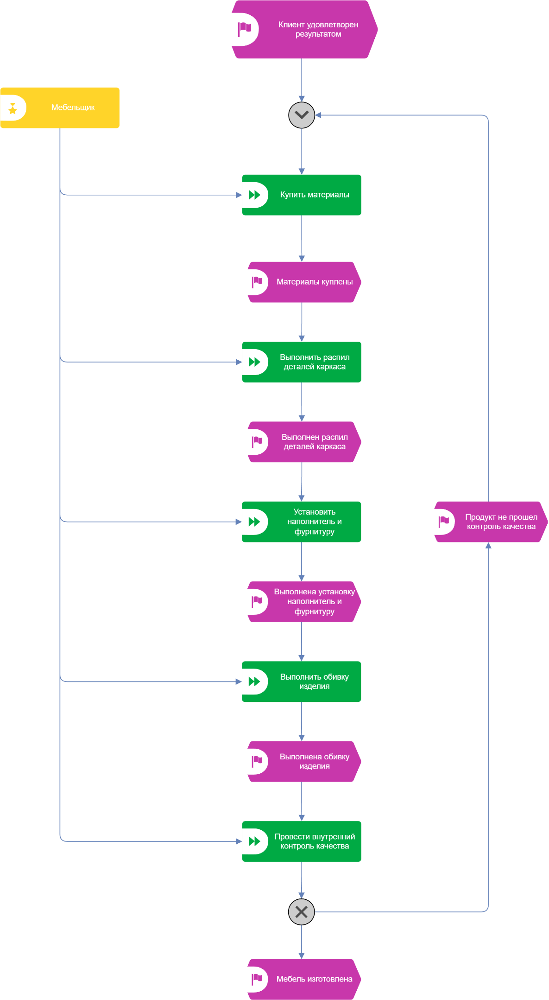 Клиент удовлетворен
результатом
Мебельщик
Купить материалы
Материалы куплены
Выполнить распил
деталей каркаса
Выполнен распил
деталей каркаса
Установить
наполнитель и
фурнитуру
Продукт не прошел
контроль качества
Выполнена установку
наполнитель и
фурнитуру
Выполнить обивку
изделия
Выполнена обивку
изделия
Провести внутренний
контроль качества
Мебель изготовлена